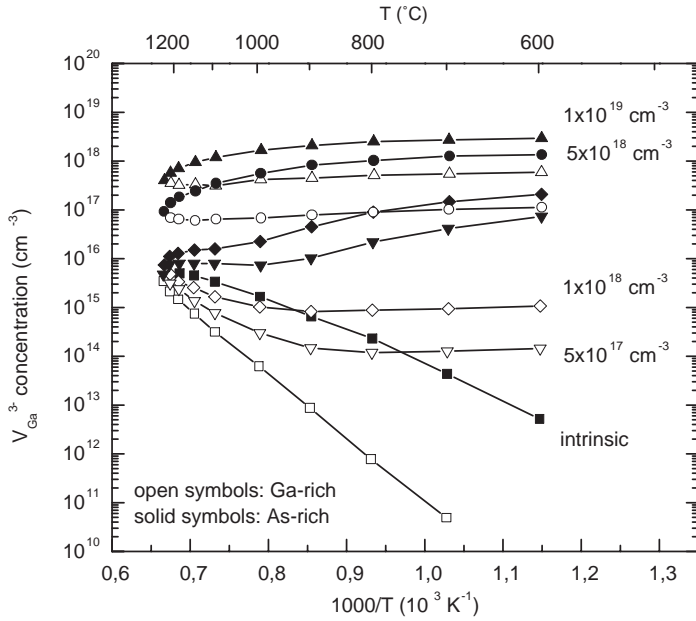 T (˚C)
1200 1000 800 600
10^20
10^19
10^18
10^17
10^16
10^15
10^14
10^13
10^12
10^11
10^10
V_Ga^3- concentration (cm^-3)
1x10^19 cm^-3
5x10^18 cm^-3
1x10^18 cm^-3
5x10^17 cm^-3
intrinsic
open symbols: Ga-rich
solid symbols: As-rich
0,6 0,7 0,8 0,9 1,0 1,1 1,2 1,3
1000/T (10^3 K^-1)